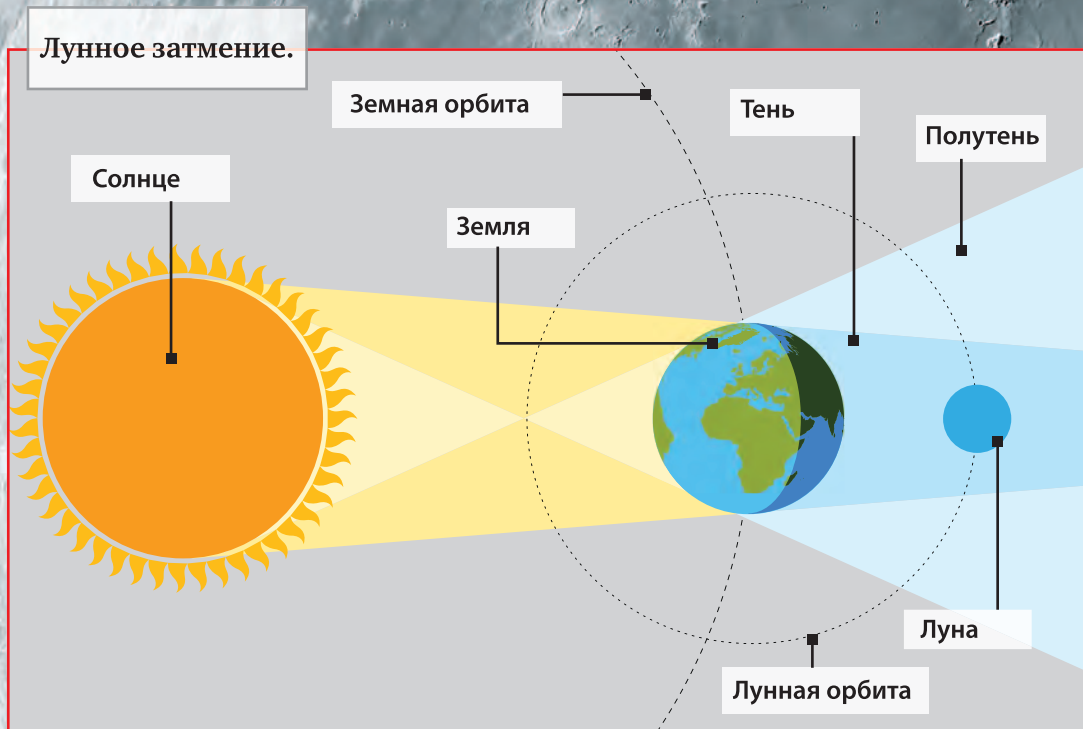 Лунное затмение.
Земная орбита
Тень
Полутень
Солнце
Земля
Луна
Лунная орбита